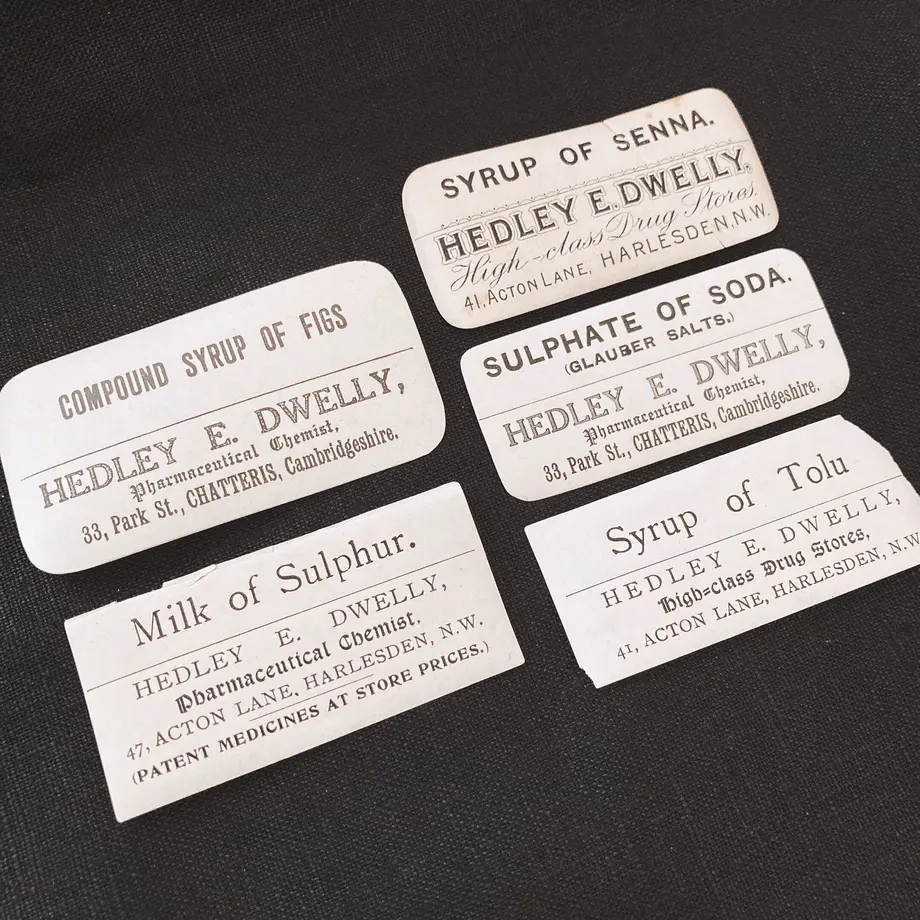 SYRUP OF SENNA.
HEDLEY E. DWELLY,
High-class Drug Stores,
41, ACTON LANE, HARLESDEN, N.W.
COMPOUND SYRUP OF FIGS
HEDLEY E. DWELLY,
Pharmaceutical Chemist,
33, Park St., CHATTERIS, Cambridgeshire.
SULPHATE OF SODA.
(GLAUBER SALTS.)
HEDLEY E. DWELLY,
Pharmaceutical Chemist,
33, Park St., CHATTERIS, Cambridgeshire.
Milk of Sulphur.
HEDLEY E. DWELLY,
Pharmaceutical Chemist,
47, ACTON LANE, HARLESDEN, N.W.
(PATENT MEDICINES AT STORE PRICES.)
Syrup of Tolu
HEDLEY E. DWELLY,
High=class Drug Stores,
41, ACTON LANE, HARLESDEN, N.W